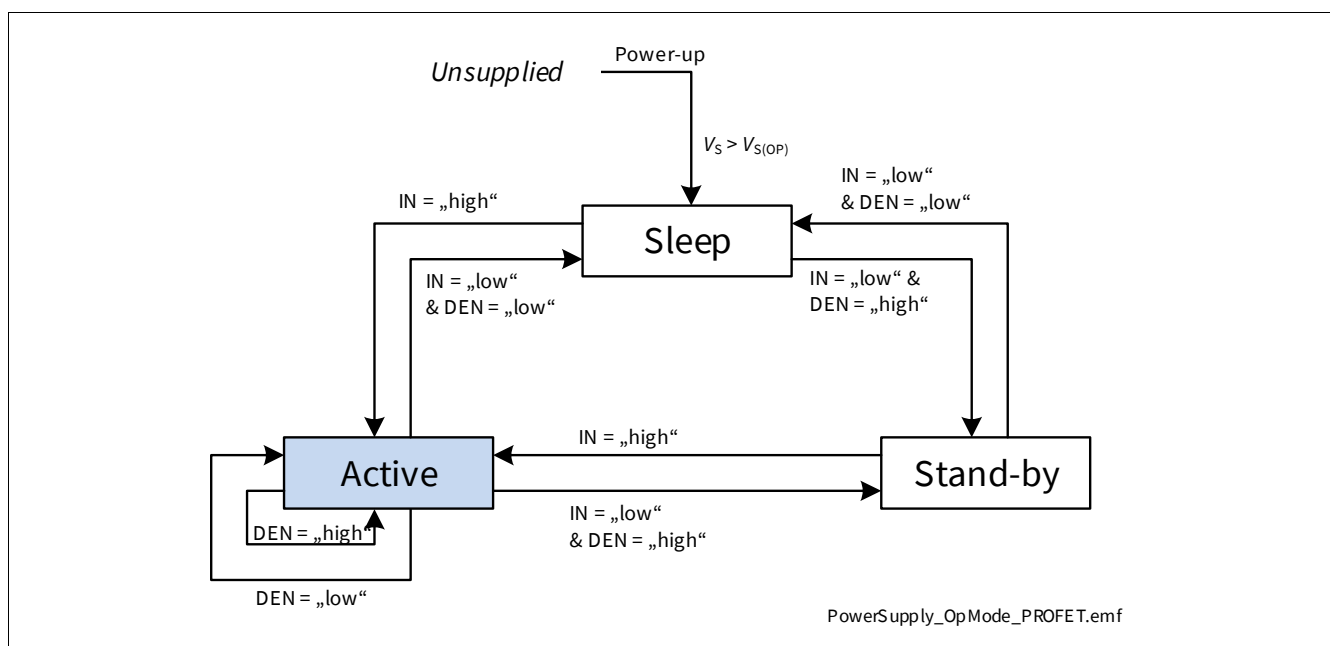 Power-up
Unsupplied
VS > VS(OP)
IN = „low“
& DEN = „low“
IN = „high“
Sleep
IN = „low“
& DEN = „low“
IN = „low“ &
DEN = „high“
IN = „high“
Active
Stand-by
IN = „low“
& DEN = „high“
DEN = „high“
DEN = „low“
PowerSupply_OpMode_PROFET.emf